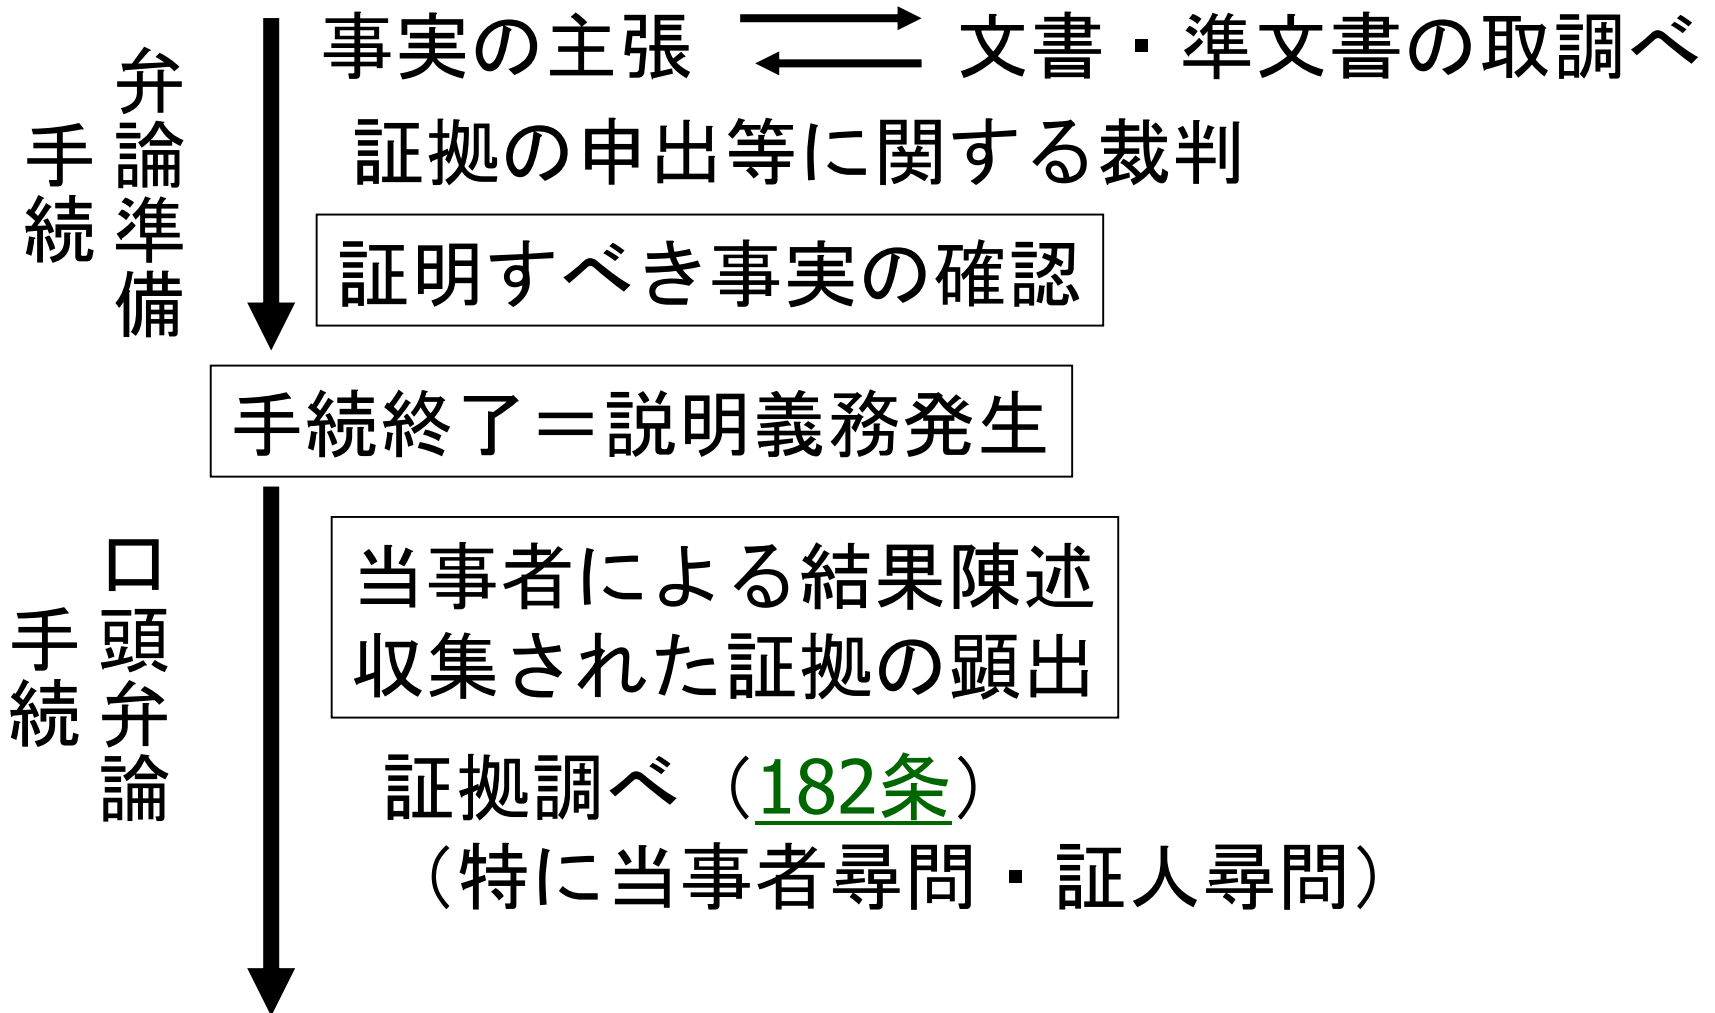 弁論準備
手続
事実の主張
文書・準文書の取調べ
証拠の申出等に関する裁判
証明すべき事実の確認
手続終了＝説明義務発生
口頭弁論
手続
当事者による結果陳述
収集された証拠の顕出
証拠調べ（182条）
（特に当事者尋問・証人尋問）